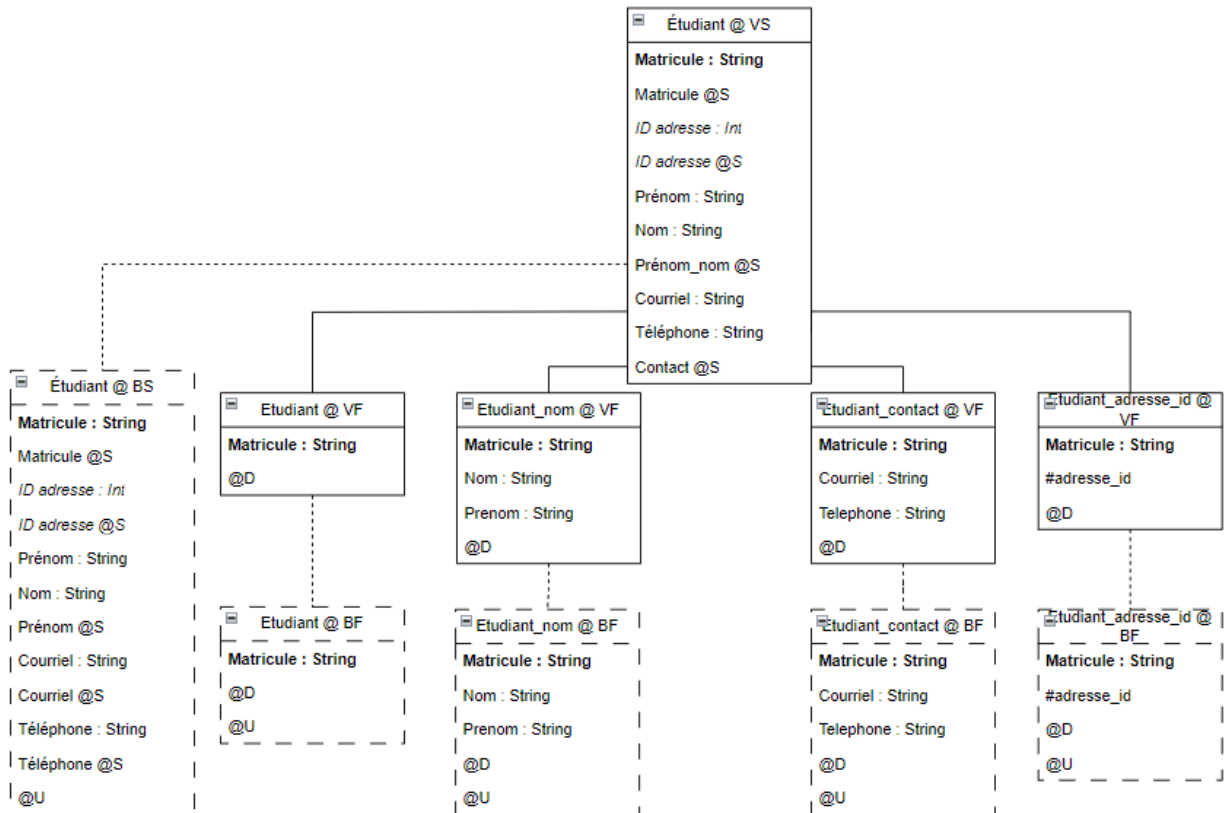 Étudiant @ VS
Matricule : String
Matricule @S
ID adresse : Int
ID adresse @S
Prénom : String
Nom : String
Prénom_nom @S
Courriel : String
Téléphone : String
Contact @S
Étudiant @ BS
Matricule : String
Matricule @S
ID adresse : Int
ID adresse @S
Prénom : String
Nom : String
Prénom @S
Courriel : String
Courriel @S
Téléphone : String
Téléphone @S
@U
Etudiant @ VF
Matricule : String
@D
Etudiant_nom @ VF
Matricule : String
Nom : String
Prenom : String
@D
Etudiant_contact @ VF
Matricule : String
Courriel : String
Telephone : String
@D
Etudiant_adresse_id @
VF
Matricule : String
#adresse_id
@D
Etudiant @ BF
Matricule : String
@D
@U
Etudiant_nom @ BF
Matricule : String
Nom : String
Prenom : String
@D
@U
Etudiant_contact @ BF
Matricule : String
Courriel : String
Telephone : String
@D
@U
Etudiant_adresse_id @
BF
Matricule : String
#adresse_id
@D
@U